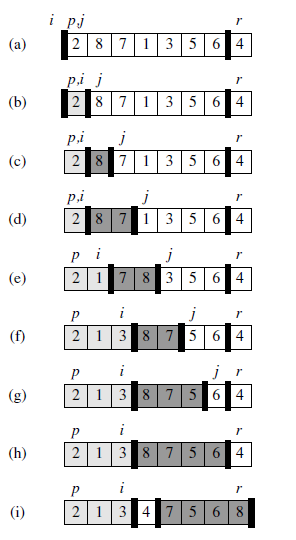 i p,j r
(a) 2 8 7 1 3 5 6 4
p,i j r
(b) 2 8 7 1 3 5 6 4
p,i j r
(c) 2 8 7 1 3 5 6 4
p,i j r
(d) 2 8 7 1 3 5 6 4
p i j r
(e) 2 1 7 8 3 5 6 4
p i j r
(f) 2 1 3 8 7 5 6 4
p i j r
(g) 2 1 3 8 7 5 6 4
p i r
(h) 2 1 3 8 7 5 6 4
p i r
(i) 2 1 3 4 7 5 6 8